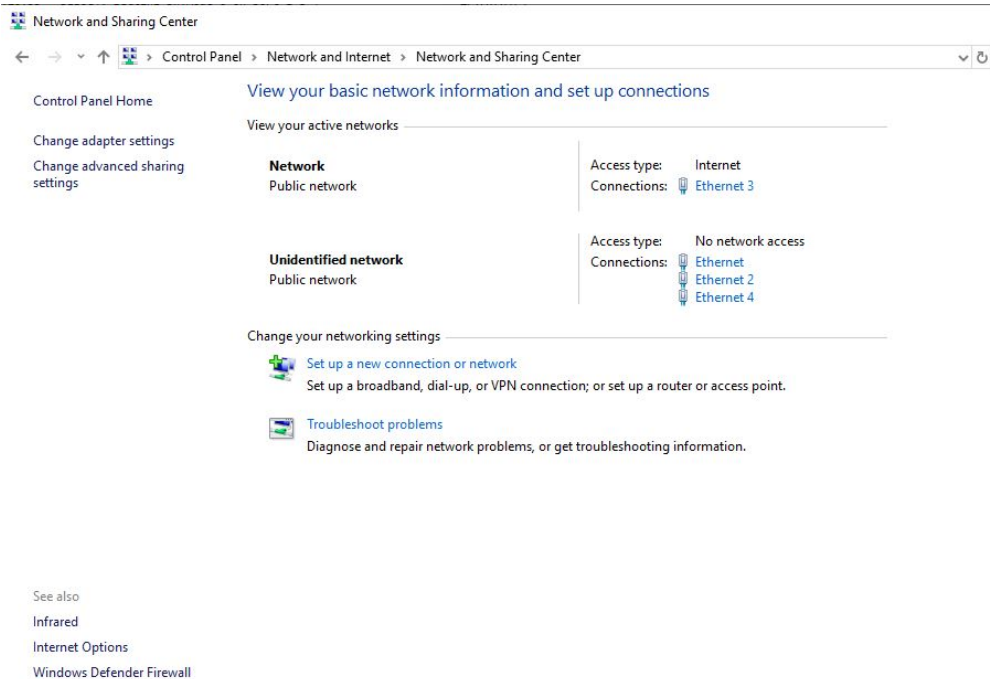 Network and Sharing Center
Control Panel > Network and Internet > Network and Sharing Center
Control Panel Home
Change adapter settings
Change advanced sharing
settings
View your basic network information and set up connections
View your active networks
Network
Public network
Access type: Internet
Connections: Ethernet 3
Unidentified network
Public network
Access type: No network access
Connections: Ethernet
Ethernet 2
Ethernet 4
Change your networking settings
Set up a new connection or network
Set up a broadband, dial-up, or VPN connection; or set up a router or access point.
Troubleshoot problems
Diagnose and repair network problems, or get troubleshooting information.
See also
Infrared
Internet Options
Windows Defender Firewall